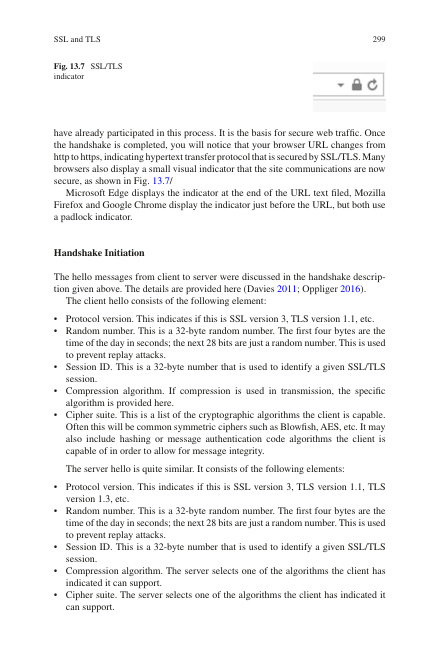 SSL and TLS
299
Fig. 13.7 SSL/TLS
indicator
have already participated in this process. It is the basis for secure web traffic. Once
the handshake is completed, you will notice that your browser URL changes from
http to https, indicating hypertext transfer protocol that is secured by SSL/TLS. Many
browsers also display a small visual indicator that the site communications are now
secure, as shown in Fig. 13.7/
Microsoft Edge displays the indicator at the end of the URL text filed, Mozilla
Firefox and Google Chrome display the indicator just before the URL, but both use
a padlock indicator.
Handshake Initiation
The hello messages from client to server were discussed in the handshake descrip-
tion given above. The details are provided here (Davies 2011; Oppliger 2016).
The client hello consists of the following element:
• Protocol version. This indicates if this is SSL version 3, TLS version 1.1, etc.
• Random number. This is a 32-byte random number. The first four bytes are the
time of the day in seconds; the next 28 bits are just a random number. This is used
to prevent replay attacks.
• Session ID. This is a 32-byte number that is used to identify a given SSL/TLS
session.
• Compression algorithm. If compression is used in transmission, the specific
algorithm is provided here.
• Cipher suite. This is a list of the cryptographic algorithms the client is capable.
Often this will be common symmetric ciphers such as Blowfish, AES, etc. It may
also include hashing or message authentication code algorithms the client is
capable of in order to allow for message integrity.
The server hello is quite similar. It consists of the following elements:
• Protocol version. This indicates if this is SSL version 3, TLS version 1.1, TLS
version 1.3, etc.
• Random number. This is a 32-byte random number. The first four bytes are the
time of the day in seconds; the next 28 bits are just a random number. This is used
to prevent replay attacks.
• Session ID. This is a 32-byte number that is used to identify a given SSL/TLS
session.
• Compression algorithm. The server selects one of the algorithms the client has
indicated it can support.
• Cipher suite. The server selects one of the algorithms the client has indicated it
can support.